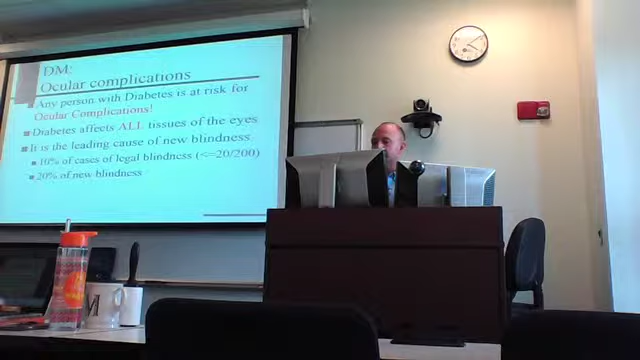 DM:
Ocular complications
Any person with Diabetes is at risk for
Ocular Complications!
Diabetes affects ALL tissues of the eyes
It is the leading cause of new blindness
10% of cases of legal blindness (<=20/200)
20% of new blindness
M